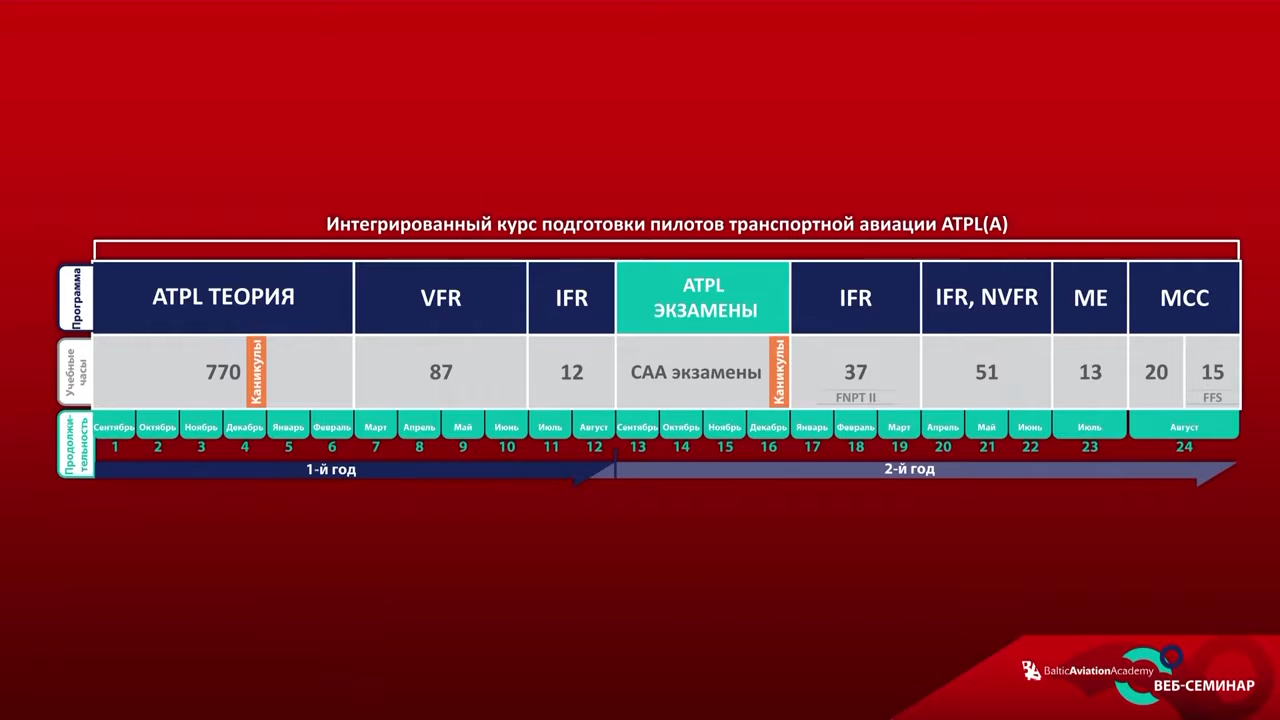 Интегрированный курс подготовки пилотов транспортной авиации ATPL(A)
Программа
ATPL ТЕОРИЯ
VFR
IFR
ATPL
ЭКЗАМЕНЫ
IFR
IFR, NVFR
ME
MCC
Учебные
часы
770
Каникулы
87
12
CAA экзамены
Каникулы
37
FNPT II
51
13
20
15
FFS
Продолжи-
тельность
Сентябрь Октябрь Ноябрь Декабрь Январь Февраль Март Апрель Май Июнь Июль Август Сентябрь Октябрь Ноябрь Декабрь Январь Февраль Март Апрель Май Июнь Июль Август
1 2 3 4 5 6 7 8 9 10 11 12 13 14 15 16 17 18 19 20 21 22 23 24
1-й год
2-й год
BalticAviationAcademy
ВЕБ-СЕМИНАР